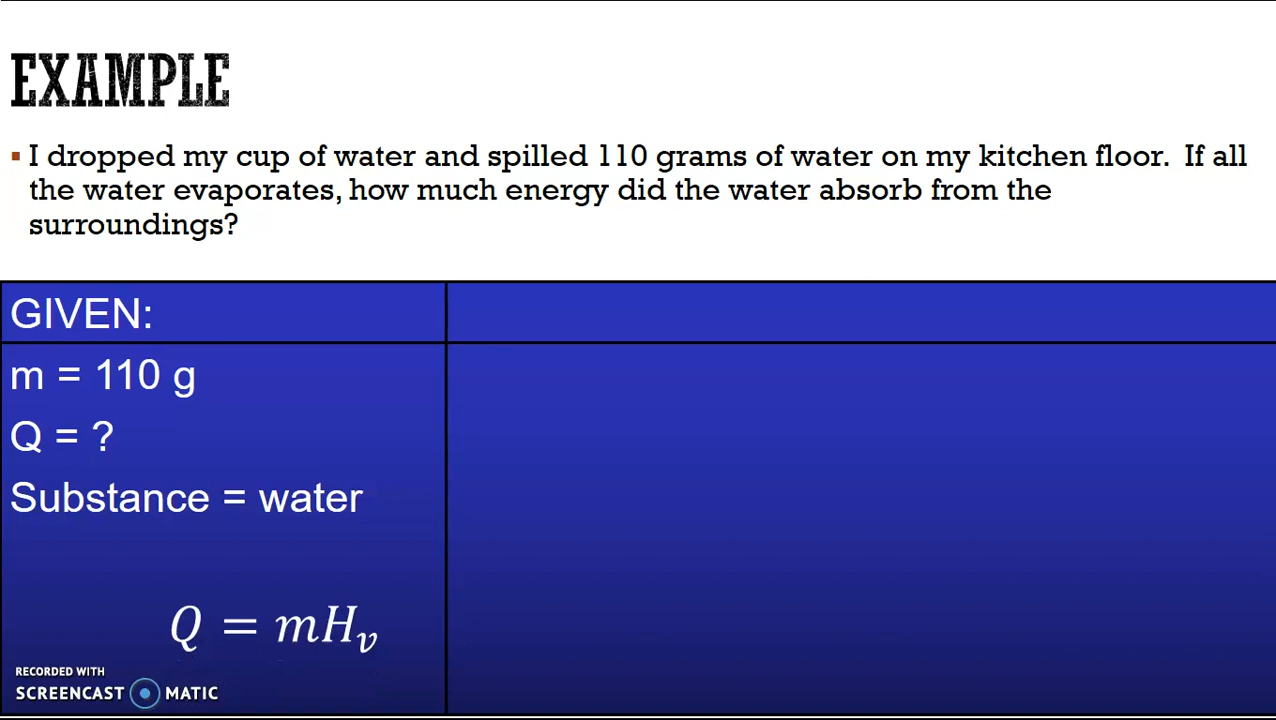 EXAMPLE
▪ I dropped my cup of water and spilled 110 grams of water on my kitchen floor.  If all
the water evaporates, how much energy did the water absorb from the
surroundings?
GIVEN:
m = 110 g
Q = ?
Substance = water
Q = mHᵥ
RECORDED WITH
SCREENCAST MATIC